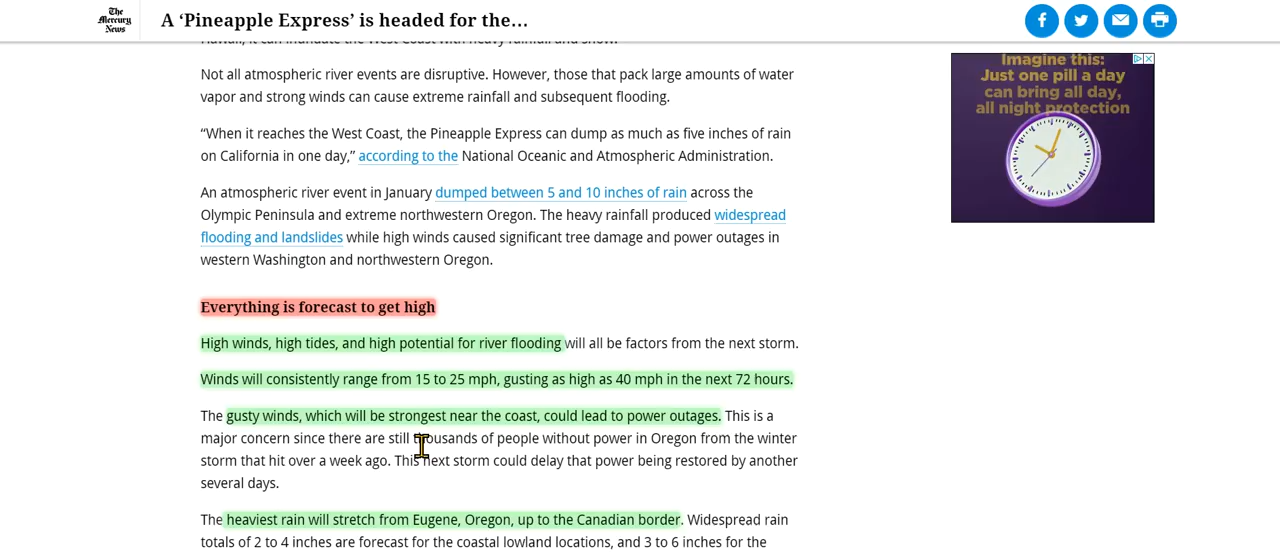 The
Mercury
News
A ‘Pineapple Express’ is headed for the…
Hawaii, it can inundate the West Coast with heavy rainfall and snow.
Not all atmospheric river events are disruptive. However, those that pack large amounts of water
vapor and strong winds can cause extreme rainfall and subsequent flooding.
“When it reaches the West Coast, the Pineapple Express can dump as much as five inches of rain
on California in one day,” according to the National Oceanic and Atmospheric Administration.
An atmospheric river event in January dumped between 5 and 10 inches of rain across the
Olympic Peninsula and extreme northwestern Oregon. The heavy rainfall produced widespread
flooding and landslides while high winds caused significant tree damage and power outages in
western Washington and northwestern Oregon.
Everything is forecast to get high
High winds, high tides, and high potential for river flooding will all be factors from the next storm.
Winds will consistently range from 15 to 25 mph, gusting as high as 40 mph in the next 72 hours.
The gusty winds, which will be strongest near the coast, could lead to power outages. This is a
major concern since there are still thousands of people without power in Oregon from the winter
storm that hit over a week ago. This next storm could delay that power being restored by another
several days.
The heaviest rain will stretch from Eugene, Oregon, up to the Canadian border. Widespread rain
totals of 2 to 4 inches are forecast for the coastal lowland locations, and 3 to 6 inches for the
Imagine this:
Just one pill a day
can bring all day,
all night protection